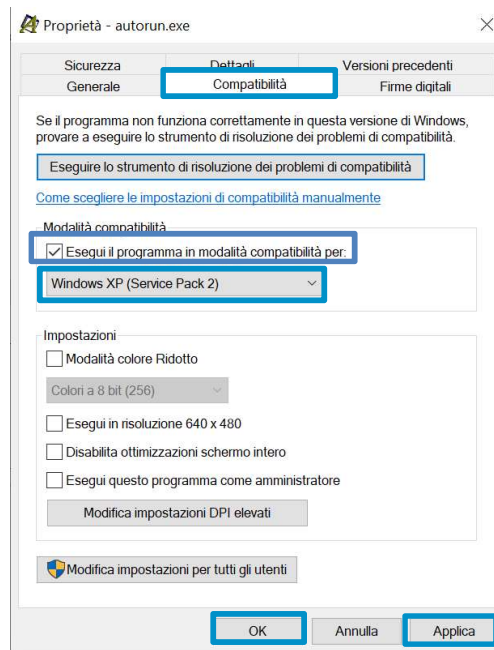 Proprietà - autorun.exe
Sicurezza Dettagli Versioni precedenti
Generale Compatibilità Firme digitali
Se il programma non funziona correttamente in questa versione di Windows,
provare a eseguire lo strumento di risoluzione dei problemi di compatibilità.
Eseguire lo strumento di risoluzione dei problemi di compatibilità
Come scegliere le impostazioni di compatibilità manualmente
Modalità compatibilità
Esegui il programma in modalità compatibilità per:
Windows XP (Service Pack 2)
Impostazioni
Modalità colore Ridotto
Colori a 8 bit (256)
Esegui in risoluzione 640 x 480
Disabilita ottimizzazioni schermo intero
Esegui questo programma come amministratore
Modifica impostazioni DPI elevati
Modifica impostazioni per tutti gli utenti
OK Annulla Applica